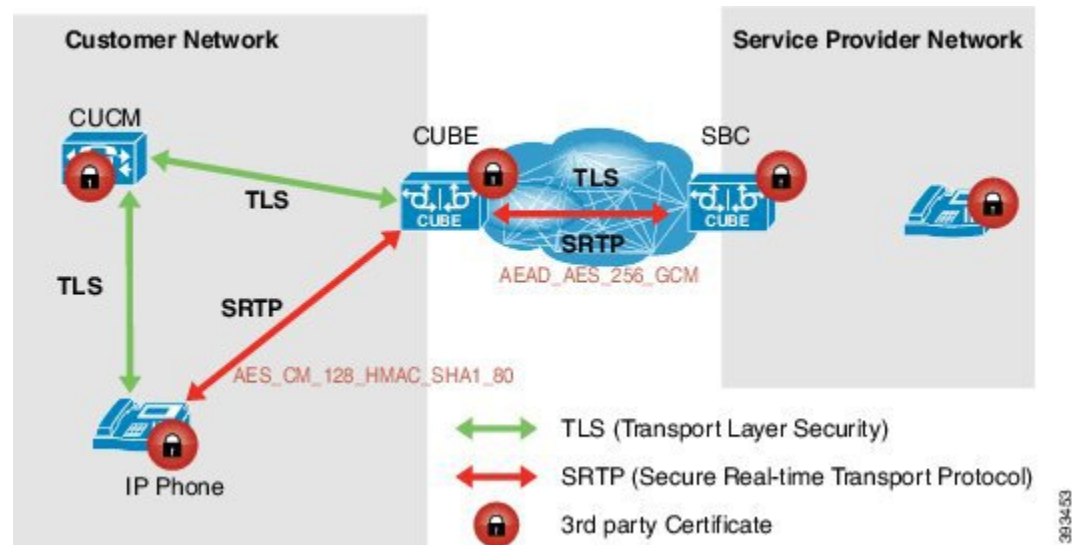 Customer Network
Service Provider Network
CUCM
CUBE
SBC
TLS
TLS
CUBE
CUBE
SRTP
AEAD_AES_256_GCM
TLS
SRTP
AES_CM_128_HMAC_SHA1_80
IP Phone
TLS (Transport Layer Security)
SRTP (Secure Real-time Transport Protocol)
3rd party Certificate
393453